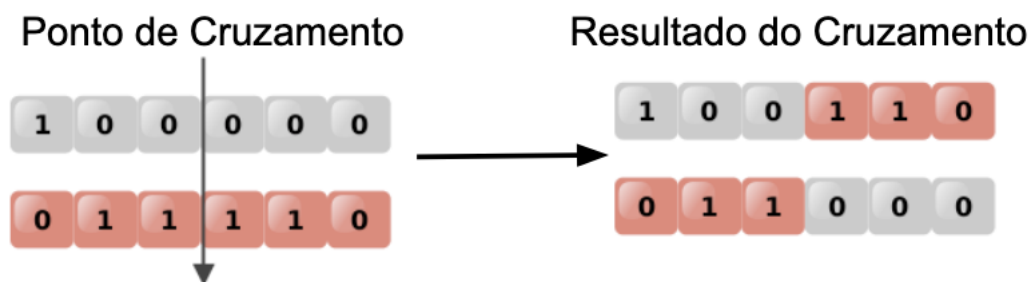 Ponto de Cruzamento
1 0 0 0 0 0
0 1 1 1 1 0
Resultado do Cruzamento
1 0 0 1 1 0
0 1 1 0 0 0